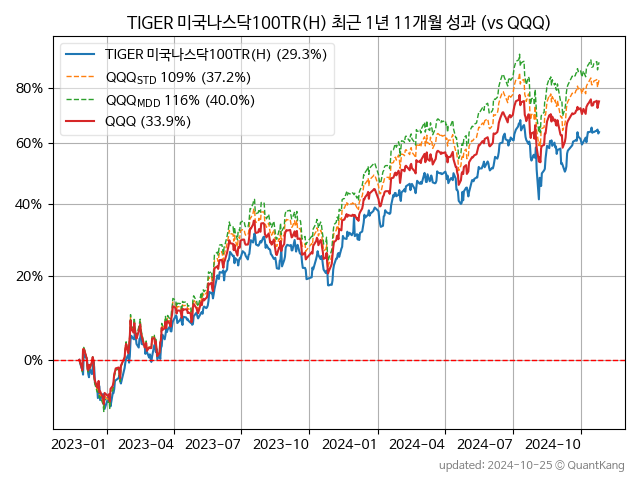 TIGER 미국나스닥100TR(H) 최근 1년 11개월 성과 (vs QQQ)
TIGER 미국나스닥100TR(H) (29.3%)
QQQSTD 109% (37.2%)
QQQMDD 116% (40.0%)
QQQ (33.9%)
80%
60%
40%
20%
0%
2023-01 2023-04 2023-07 2023-10 2024-01 2024-04 2024-07 2024-10
updated: 2024-10-25 © QuantKang